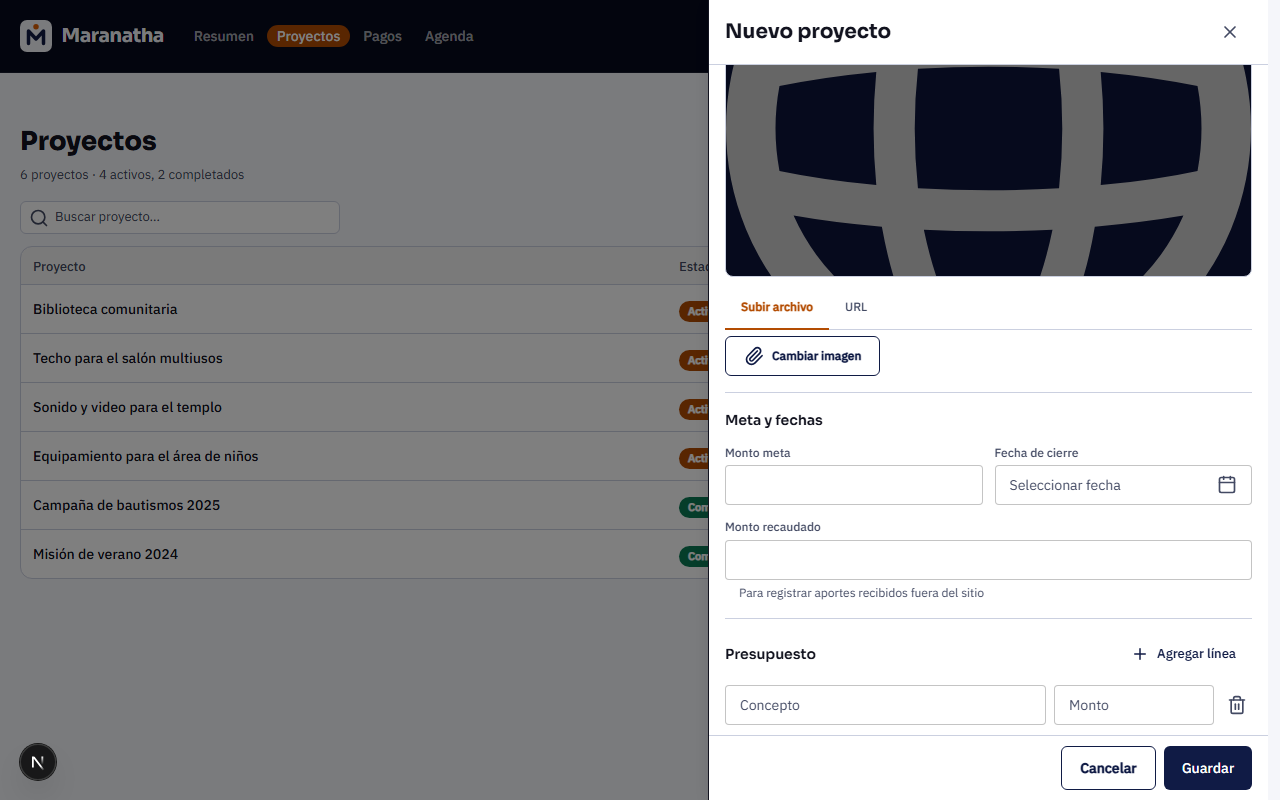 Maranatha
Resumen
Proyectos
Pagos
Agenda
Proyectos
6 proyectos · 4 activos, 2 completados
Buscar proyecto...
Proyecto
Biblioteca comunitaria
Techo para el salón multiusos
Sonido y video para el templo
Equipamiento para el área de niños
Campaña de bautismos 2025
Misión de verano 2024
Nuevo proyecto
Subir archivo
URL
Cambiar imagen
Meta y fechas
Monto meta
Fecha de cierre
Seleccionar fecha
Monto recaudado
Para registrar aportes recibidos fuera del sitio
Presupuesto
Agregar línea
Concepto
Monto
Cancelar
Guardar